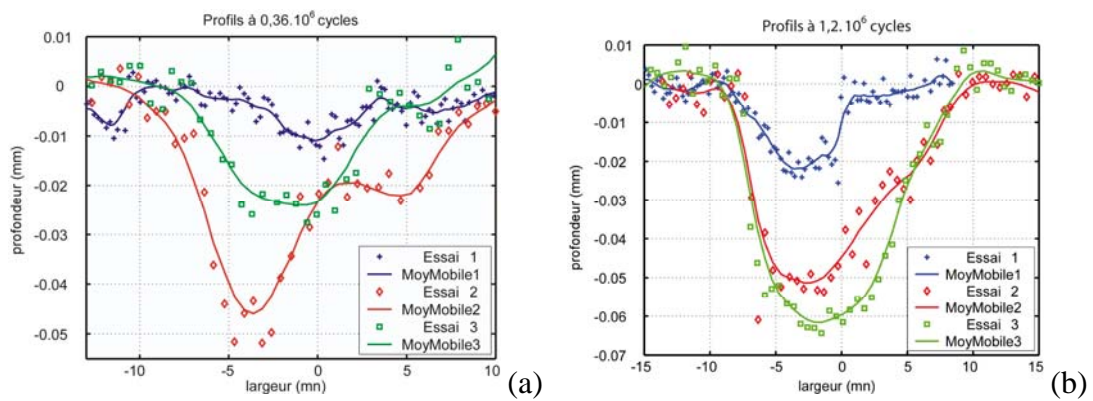 Profils à 0,36.10⁶ cycles
0.01
0
-0.01
-0.02
-0.03
-0.04
-0.05
profondeur (mm)
-10
-5
0
5
10
largeur (mm)
Essai 1
MoyMobile1
Essai 2
MoyMobile2
Essai 3
MoyMobile3
(a)
Profils à 1,2.10⁶ cycles
0.01
0
-0.01
-0.02
-0.03
-0.04
-0.05
-0.06
-0.07
profondeur (mm)
-15
-10
-5
0
5
10
15
largeur (mn)
Essai 1
MoyMobile1
Essai 2
MoyMobile2
Essai 3
MoyMobile3
(b)